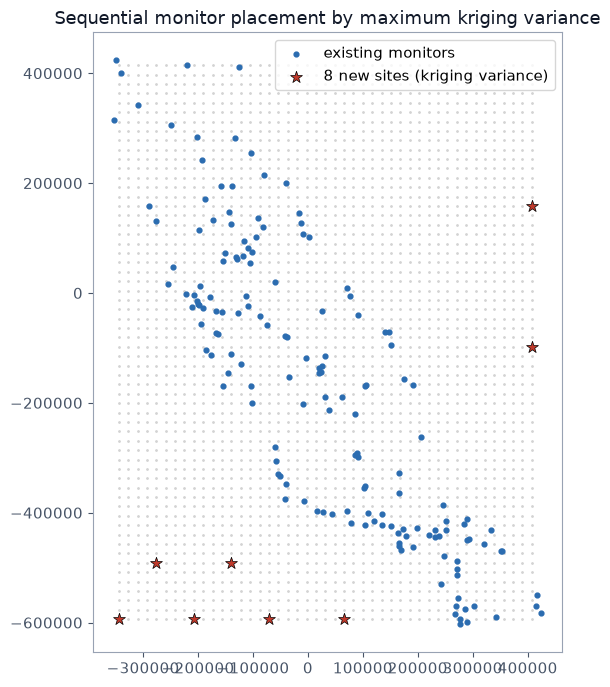 Sequential monitor placement by maximum kriging variance
existing monitors
8 new sites (kriging variance)
400000
200000
0
−200000
−400000
−600000
−300000 −200000 −100000 0 100000 200000 300000 400000